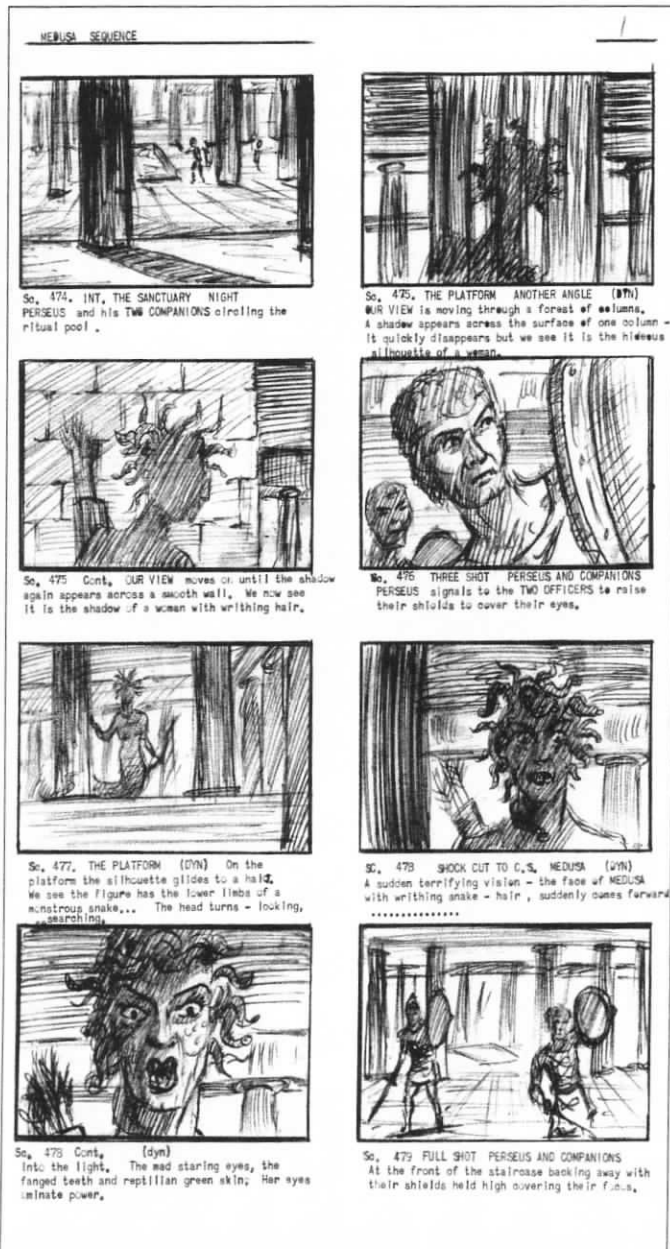 MEDUSA SEQUENCE
1
Sc. 474. INT. THE SANCTUARY NIGHT
PERSEUS and his TWO COMPANIONS circling the
ritual pool.
Sc. 475. THE PLATFORM ANOTHER ANGLE (DYN)
OUR VIEW is moving through a forest of columns.
A shadow appears across the surface of one column -
it quickly disappears but we see it is the hideous
silhouette of a woman.
Sc. 475 Cont. OUR VIEW moves on until the shadow
again appears across a smooth wall. We now see
it is the shadow of a woman with writhing hair.
Sc. 476 THREE SHOT PERSEUS AND COMPANIONS
PERSEUS signals to the TWO OFFICERS to raise
their shields to cover their eyes.
Sc. 477. THE PLATFORM (DYN) On the
platform the silhouette glides to a halt.
We see the figure has the lower limbs of a
monstrous snake... The head turns - looking,
...searching.
SC. 478 SHOCK CUT TO C.S. MEDUSA (DYN)
A sudden terrifying vision - the face of MEDUSA
with writhing snake - hair , suddenly comes forward
...............
Sc. 478 Cont. (dyn)
into the light. The mad staring eyes, the
fanged teeth and reptilian green skin; Her eyes
iminate power.
Sc. 479 FULL SHOT PERSEUS AND COMPANIONS
At the front of the staircase backing away with
their shields held high covering their